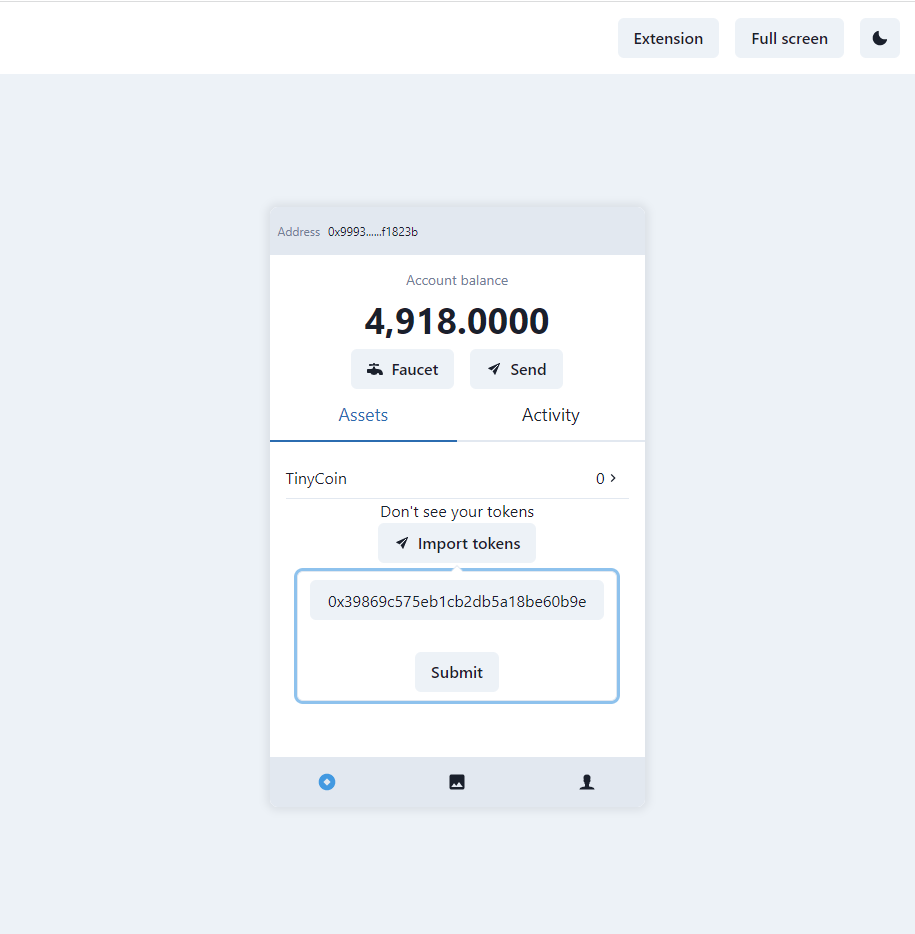 Extension Full screen
Address 0x9993......f1823b
Account balance
4,918.0000
Faucet Send
Assets Activity
TinyCoin 0
Don't see your tokens
Import tokens
0x39869c575eb1cb2db5a18be60b9e
Submit